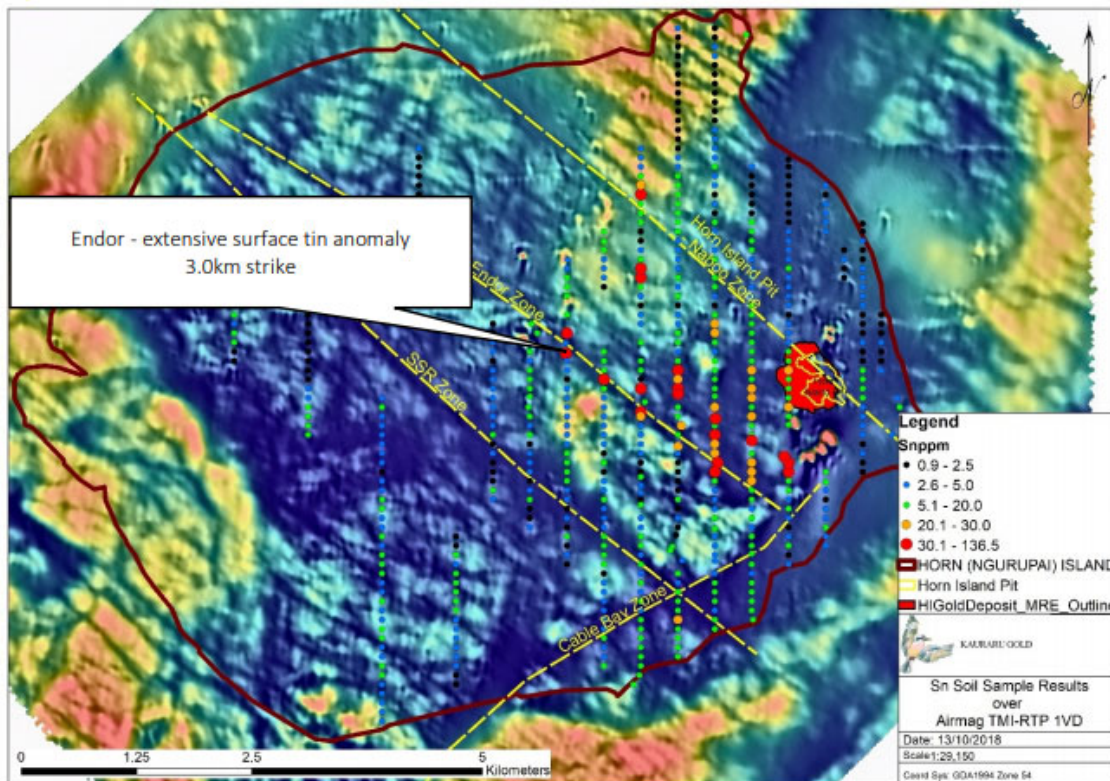 Endor - extensive surface tin anomaly
3.0km strike
Horn Island Pit
Naboo Zone
Endor Zone
SSR Zone
Cable Bay Zone
Legend
Snppm
0.9 - 2.5
2.6 - 5.0
5.1 - 20.0
20.1 - 30.0
30.1 - 136.5
HORN (NGURUPAI) ISLAND
Horn Island Pit
HIGoldDeposit_MRE_Outline
KAURARU GOLD
Sn Soil Sample Results
over
Airmag TMI-RTP 1VD
Date: 13/10/2018
Scale1:29,150
Coord Sys: GDA1994 Zone 54
0 1.25 2.5 5
Kilometers